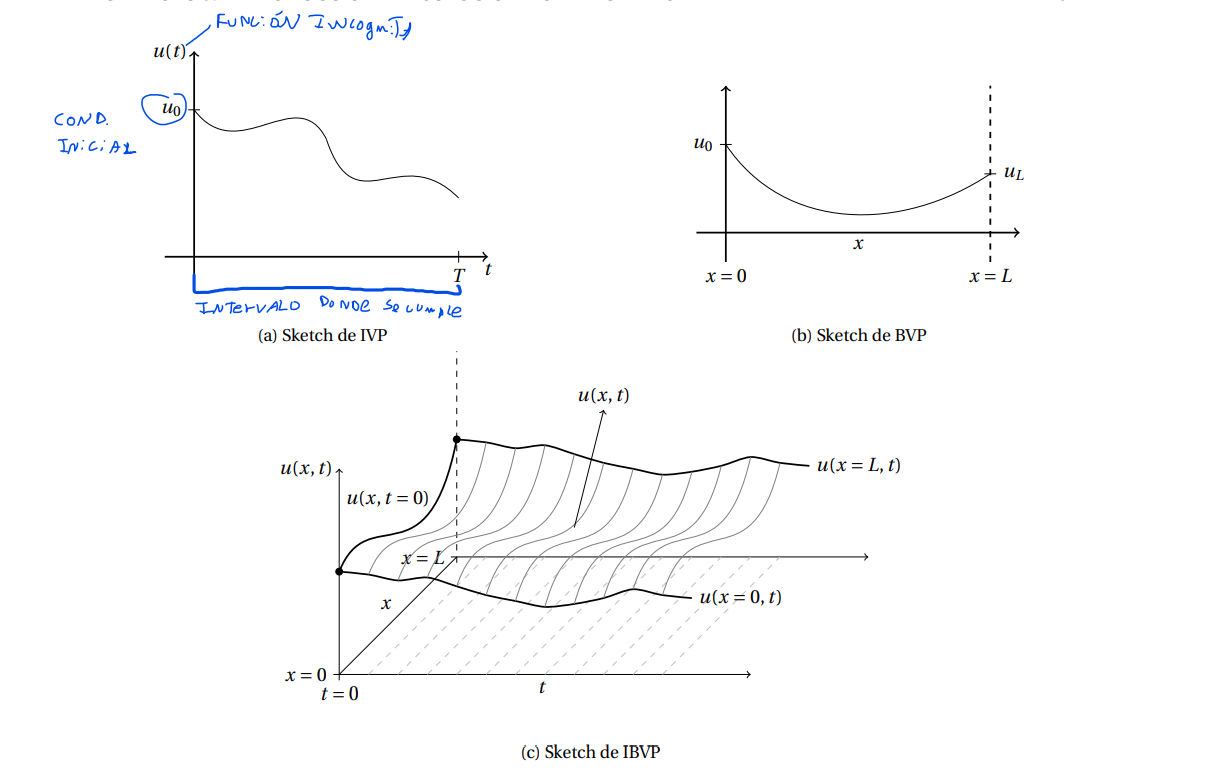 FUNCiÓN INCOgNiTA
u(t)
u₀
COND.
INiCiAL
T
t
INTErVALO DONDe Se CUmPLe
(a) Sketch de IVP
u₀
u_L
x
x = 0
x = L
(b) Sketch de BVP
u(x, t)
u(x, t)
u(x = L, t)
u(x, t = 0)
x = L
x
u(x = 0, t)
x = 0
t = 0
t
(c) Sketch de IBVP